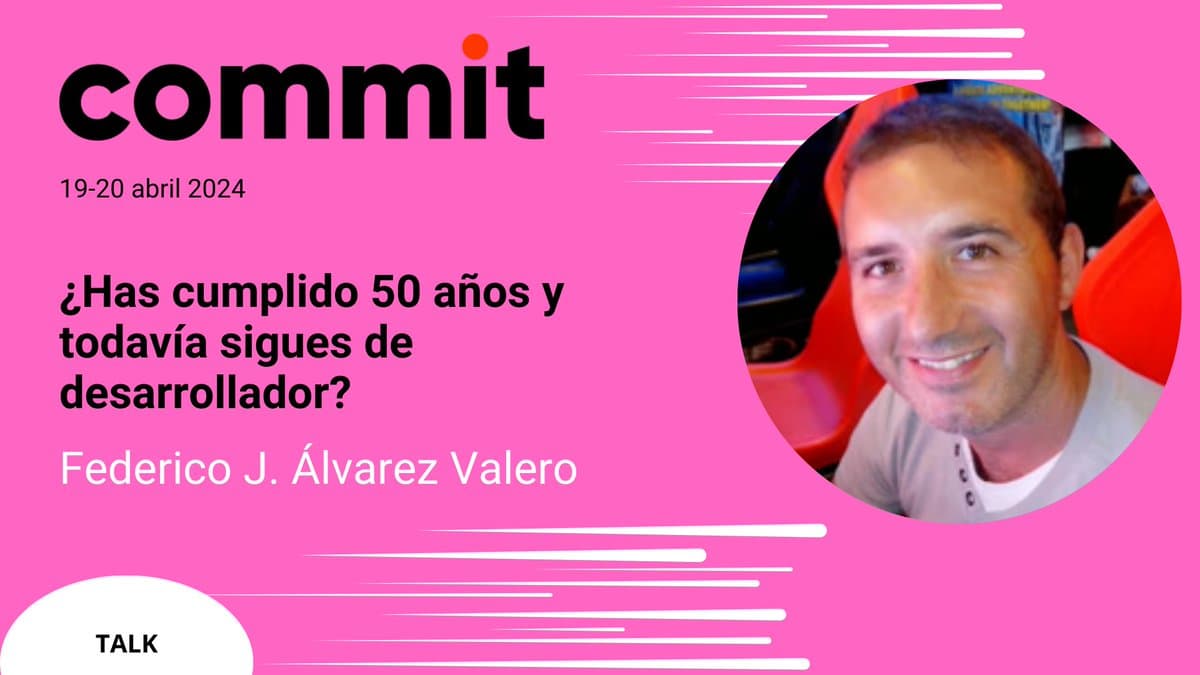 commit
19-20 abril 2024
¿Has cumplido 50 años y
todavía sigues de
desarrollador?
Federico J. Álvarez Valero
TALK